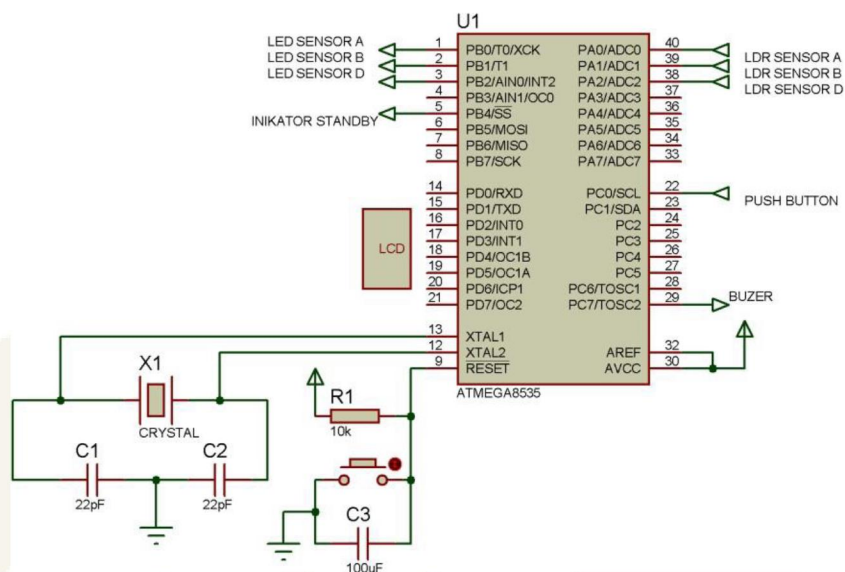 U1
LED SENSOR A
LED SENSOR B
LED SENSOR D
INIKATOR STANDBY
1 PB0/T0/XCK
2 PB1/T1
3 PB2/AIN0/INT2
4 PB3/AIN1/OC0
5 PB4/SS
6 PB5/MOSI
7 PB6/MISO
8 PB7/SCK
14 PD0/RXD
15 PD1/TXD
16 PD2/INT0
17 PD3/INT1
18 PD4/OC1B
19 PD5/OC1A
20 PD6/ICP1
21 PD7/OC2
13 XTAL1
12 XTAL2
9 RESET
PA0/ADC0 40
PA1/ADC1 39
PA2/ADC2 38
PA3/ADC3 37
PA4/ADC4 36
PA5/ADC5 35
PA6/ADC6 34
PA7/ADC7 33
PC0/SCL 22
PC1/SDA 23
PC2 24
PC3 25
PC4 26
PC5 27
PC6/TOSC1 28
PC7/TOSC2 29
AREF 32
AVCC 30
LDR SENSOR A
LDR SENSOR B
LDR SENSOR D
PUSH BUTTON
BUZER
LCD
ATMEGA8535
X1
CRYSTAL
C1
22pF
C2
22pF
R1
10k
C3
100uF